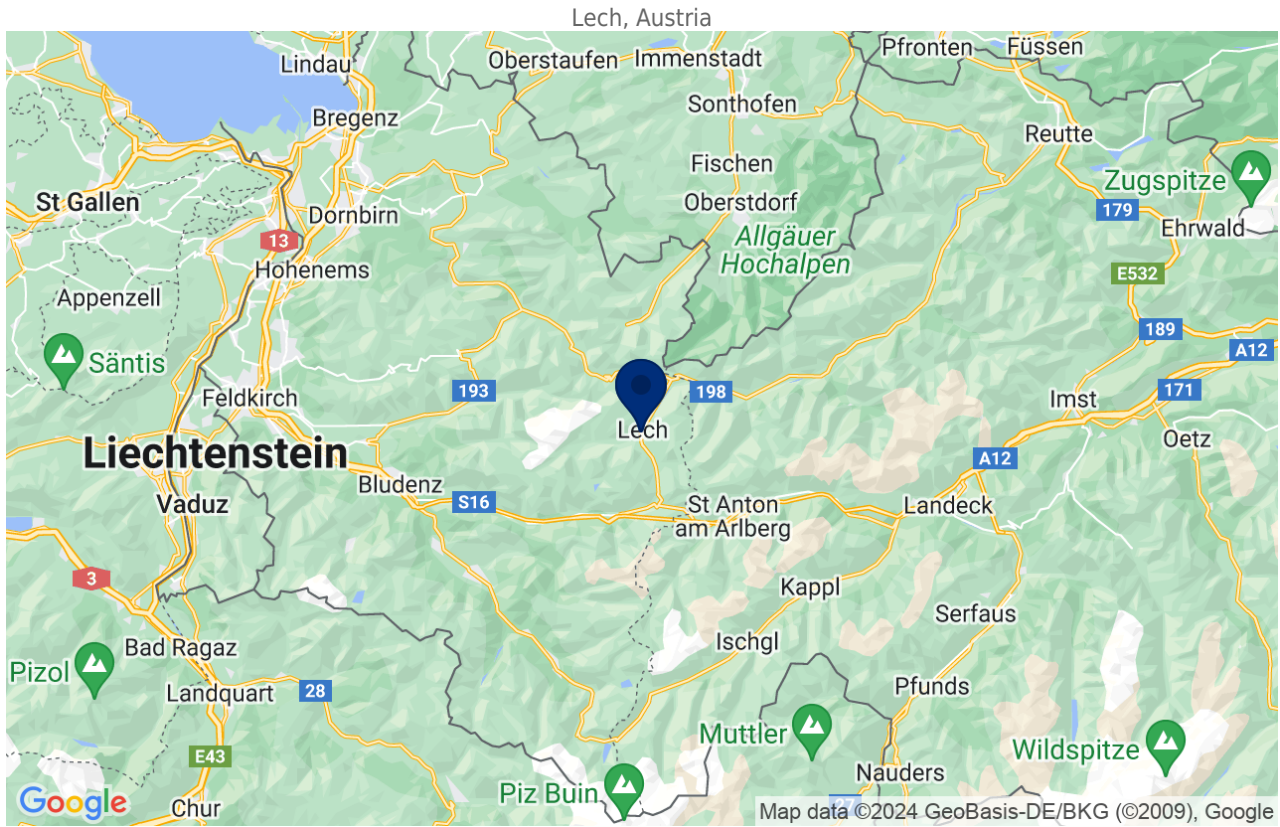 Lech, Austria
Pfronten
Füssen
Lindau
Oberstaufen
Immenstadt
Sonthofen
Bregenz
Reutte
Fischen
Zugspitze
St Gallen
Oberstdorf
Dornbirn
179
Ehrwald
13
Allgäuer
Hochalpen
Hohenems
E532
Appenzell
189
A12
Säntis
193
198
171
Feldkirch
Imst
Lech
Oetz
Liechtenstein
A12
Bludenz
S16
Vaduz
St Anton
am Arlberg
Landeck
3
Kappl
Serfaus
Bad Ragaz
Ischgl
Pizol
Landquart
28
Pfunds
Muttler
Wildspitze
E43
Nauders
Piz Buin
Google
Chur
27
Map data ©2024 GeoBasis-DE/BKG (©2009), Google